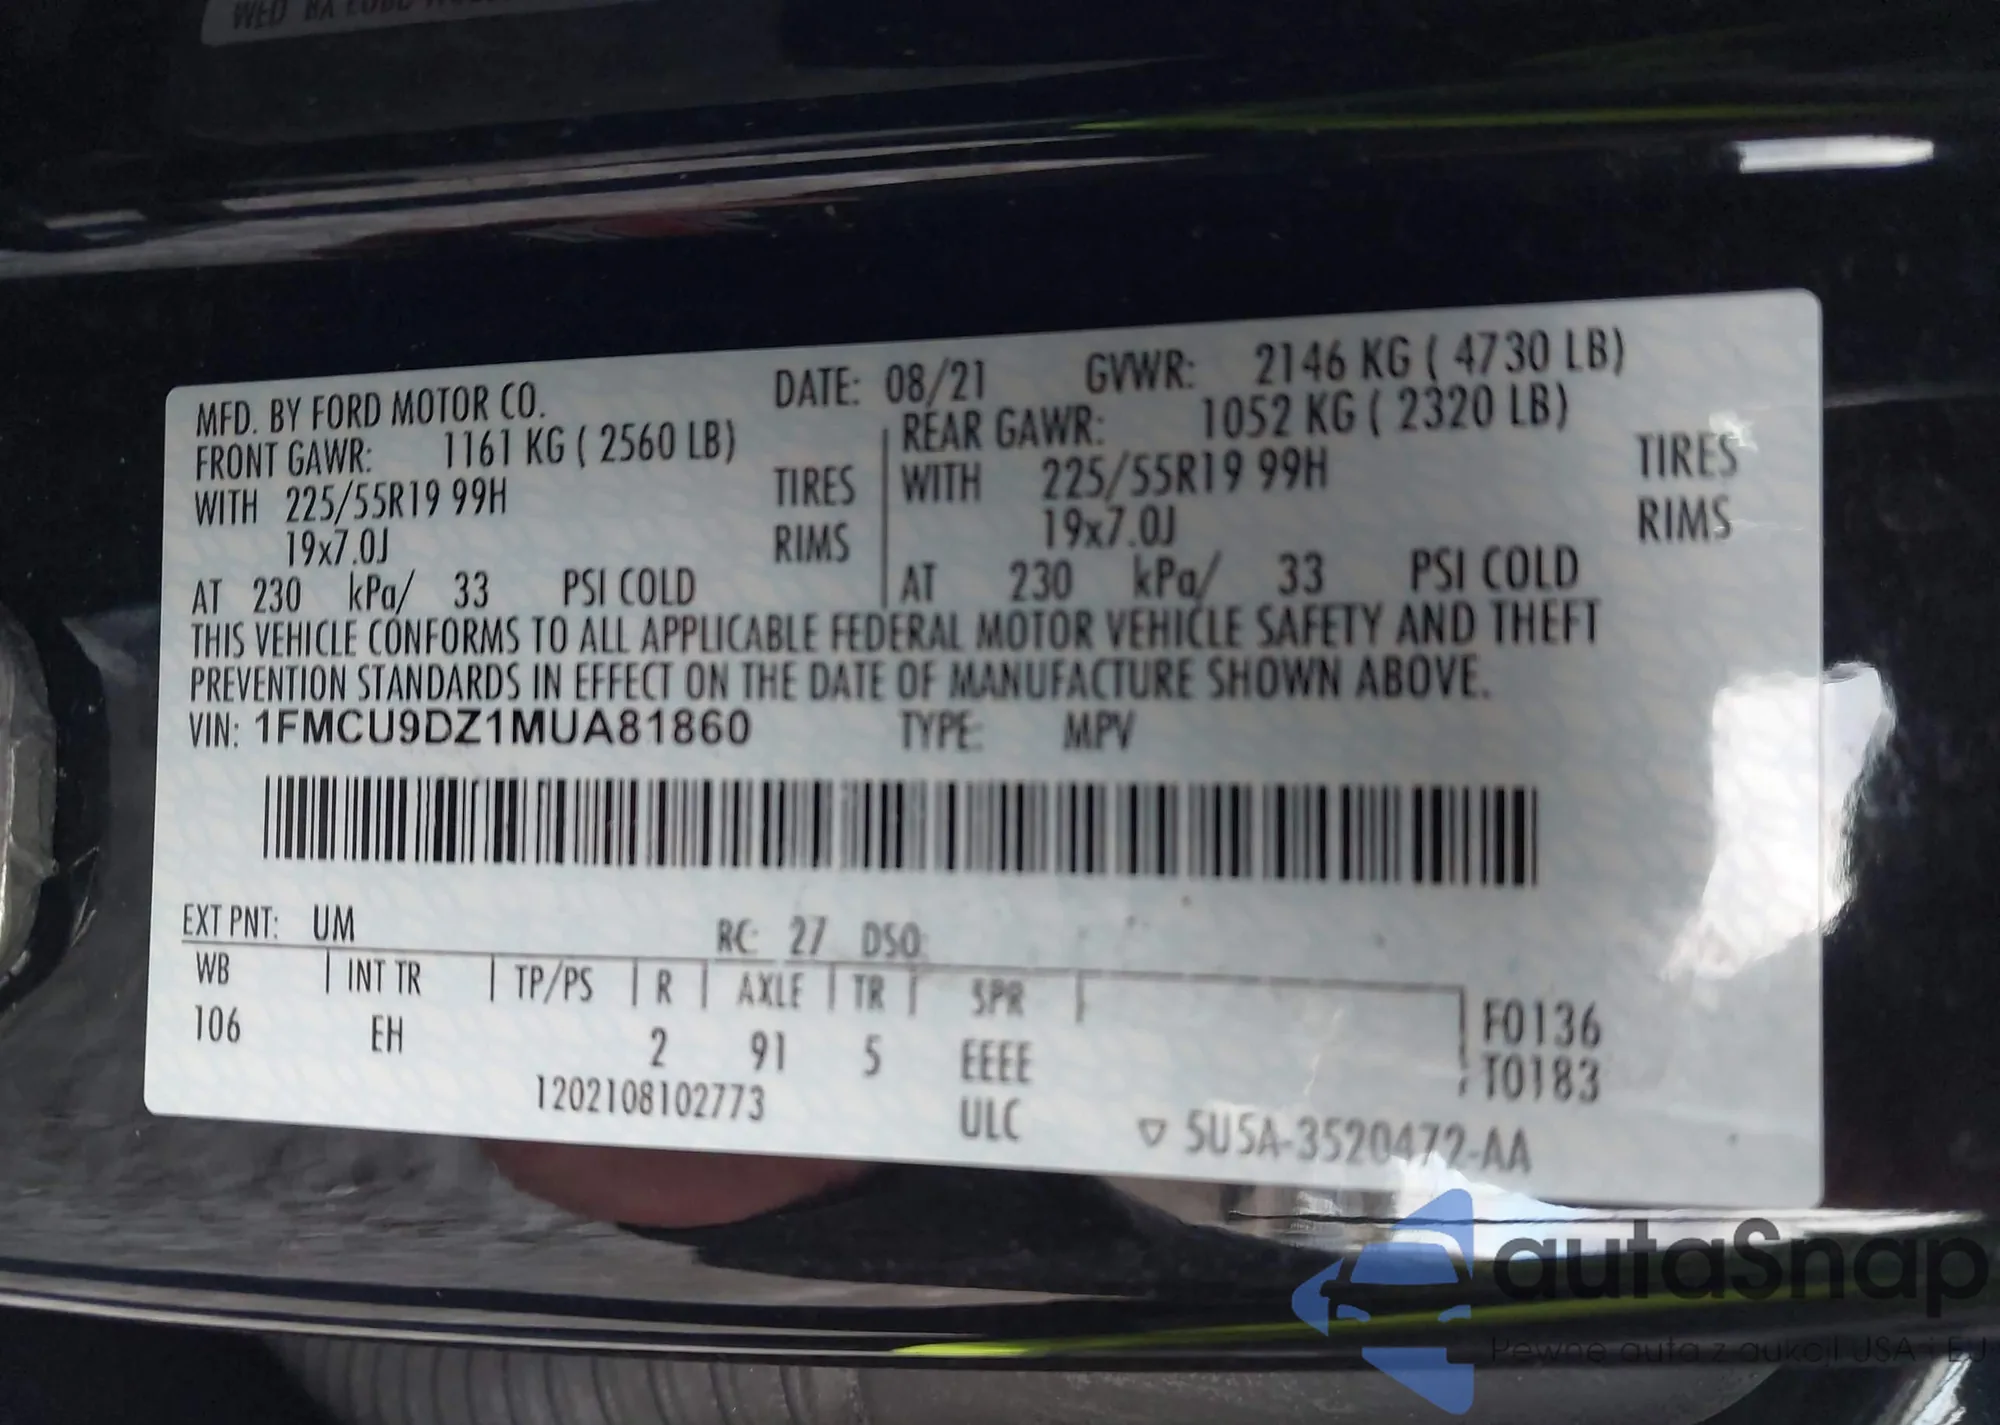 MFD. BY FORD MOTOR CO. DATE: 08/21 GVWR: 2146 KG ( 4730 LB)
FRONT GAWR: 1161 KG ( 2560 LB) REAR GAWR: 1052 KG ( 2320 LB)
WITH 225/55R19 99H TIRES WITH 225/55R19 99H TIRES
19x7.0J RIMS 19x7.0J RIMS
AT 230 kPa/ 33 PSI COLD AT 230 kPa/ 33 PSI COLD
THIS VEHICLE CONFORMS TO ALL APPLICABLE FEDERAL MOTOR VEHICLE SAFETY AND THEFT
PREVENTION STANDARDS IN EFFECT ON THE DATE OF MANUFACTURE SHOWN ABOVE.
VIN: 1FMCU9DZ1MUA81860 TYPE: MPV
EXT PNT: UM RC: 27 DSO:
WB INT TR TP/PS R AXLE TR SPR
106 EH 2 91 5 EEEE
F0136
T0183
1202108102773 ULC ▽ 5U5A-3520472-AA
autaSnap
Pewne auta z aukcji USA i EU